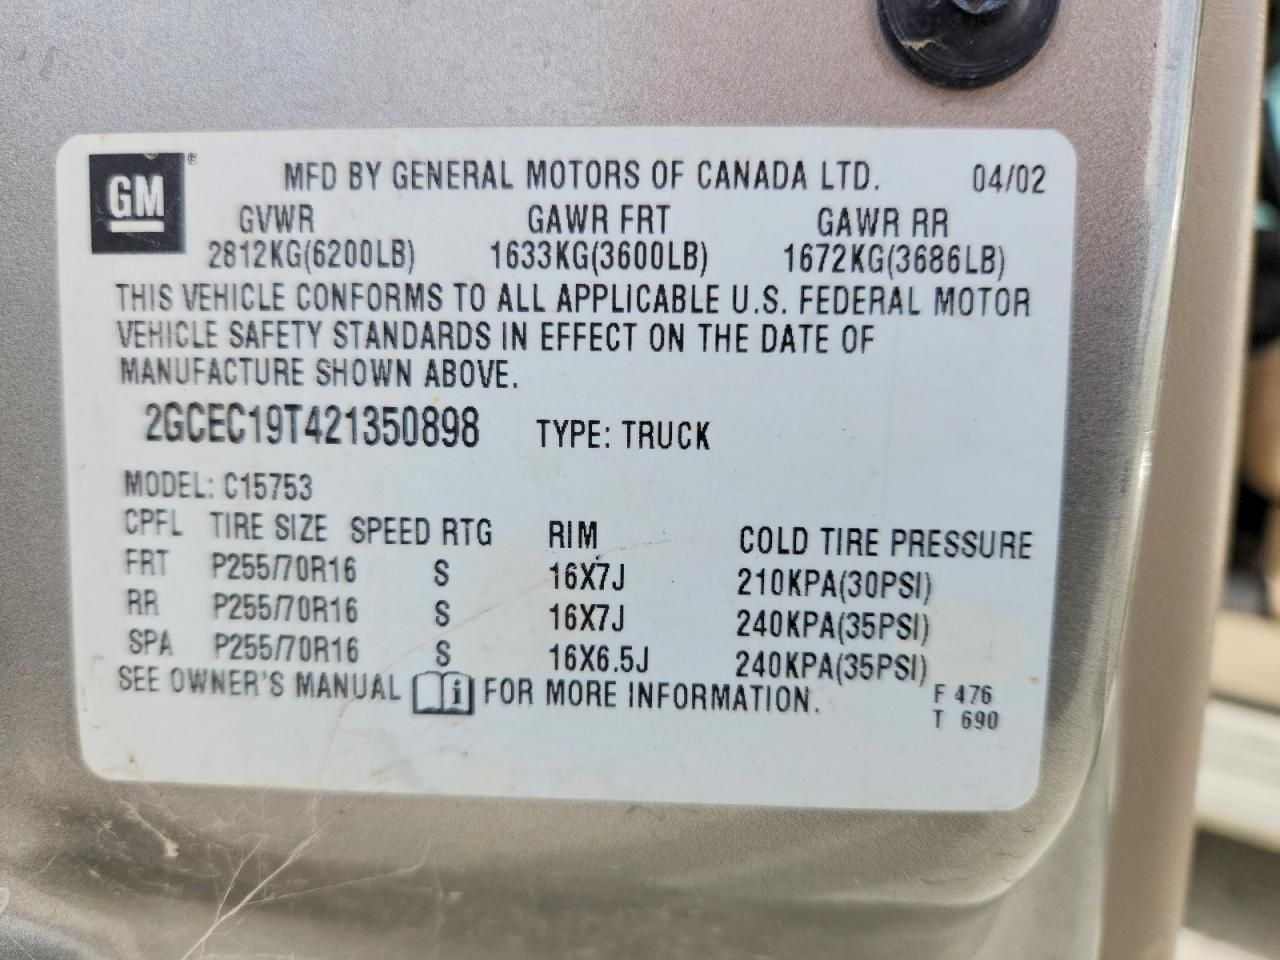 GM ® MFD BY GENERAL MOTORS OF CANADA LTD. 04/02
GVWR GAWR FRT GAWR RR
2812KG(6200LB) 1633KG(3600LB) 1672KG(3686LB)
THIS VEHICLE CONFORMS TO ALL APPLICABLE U.S. FEDERAL MOTOR
VEHICLE SAFETY STANDARDS IN EFFECT ON THE DATE OF
MANUFACTURE SHOWN ABOVE.
2GCEC19T421350898 TYPE: TRUCK
MODEL: C15753
CPFL TIRE SIZE SPEED RTG RIM COLD TIRE PRESSURE
FRT P255/70R16 S 16X7J 210KPA(30PSI)
RR P255/70R16 S 16X7J 240KPA(35PSI)
SPA P255/70R16 S 16X6.5J 240KPA(35PSI)
SEE OWNER'S MANUAL i FOR MORE INFORMATION. F 476
T 690